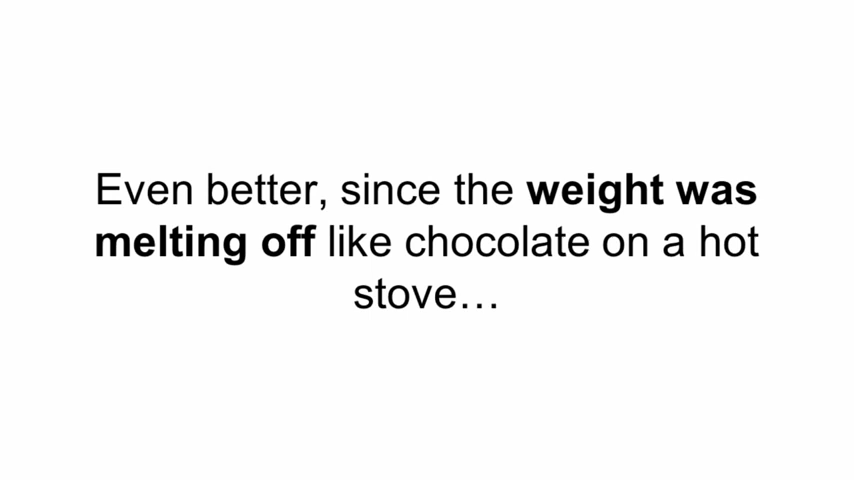 Even better, since the weight was
melting off like chocolate on a hot
stove…